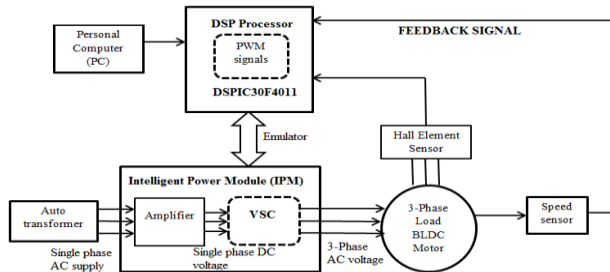 DSP Processor
PWM
signals
DSPIC30F4011
Personal
Computer
(PC)
FEEDBACK SIGNAL
Emulator
Hall Element
Sensor
Intelligent Power Module (IPM)
Auto
transformer
Amplifier
VSC
3-Phase
Load
BLDC
Motor
Speed
sensor
Single phase
AC supply
Single phase DC
voltage
3-Phase
AC voltage